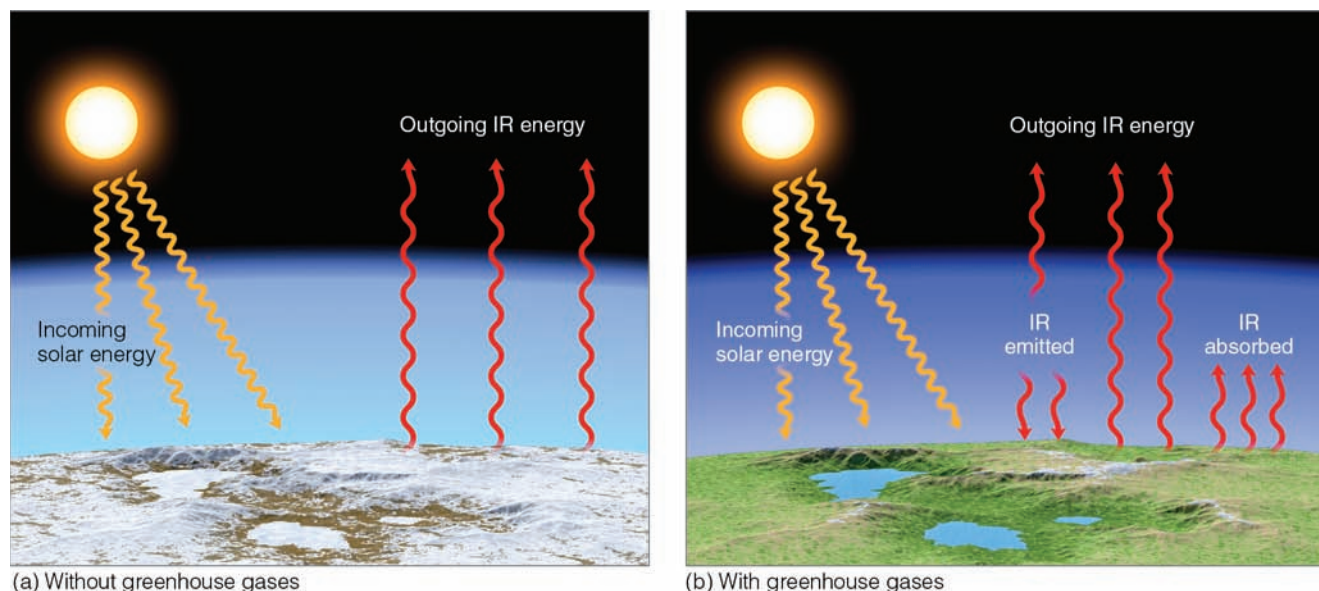 Outgoing IR energy
Incoming
solar energy
(a) Without greenhouse gases
Outgoing IR energy
Incoming
solar energy
IR
emitted
IR
absorbed
(b) With greenhouse gases